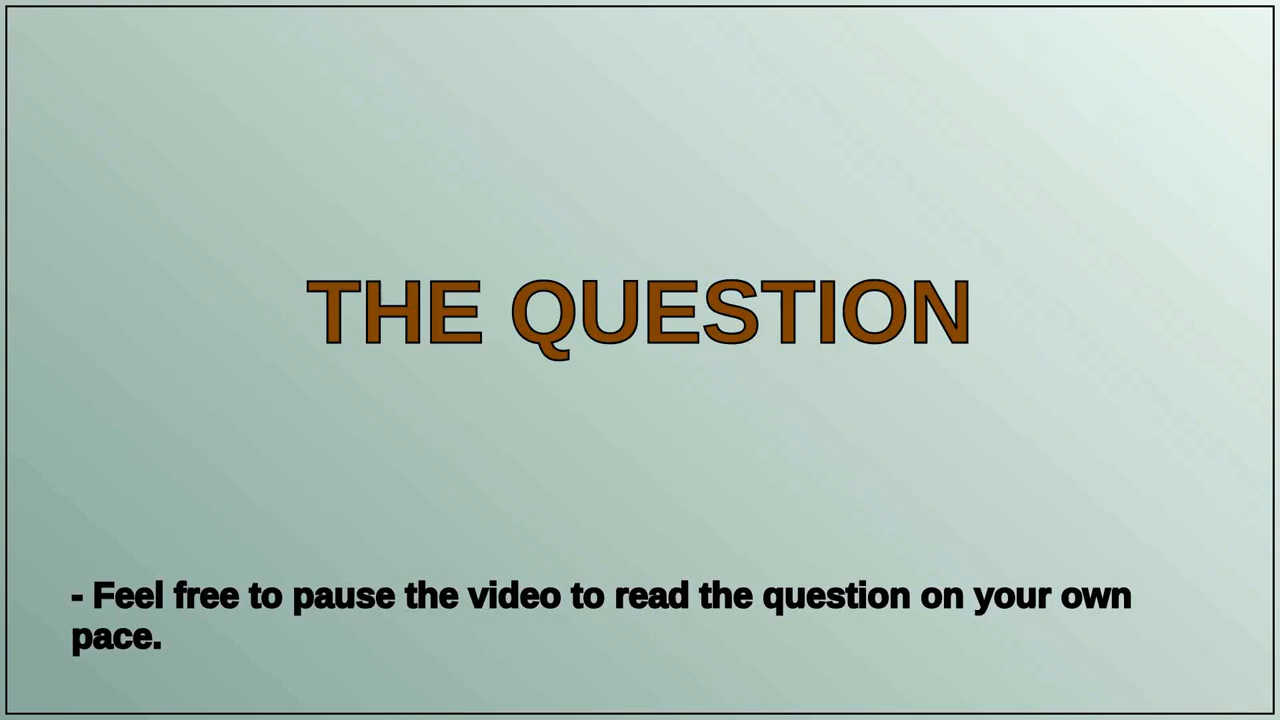 THE QUESTION
- Feel free to pause the video to read the question on your own
pace.